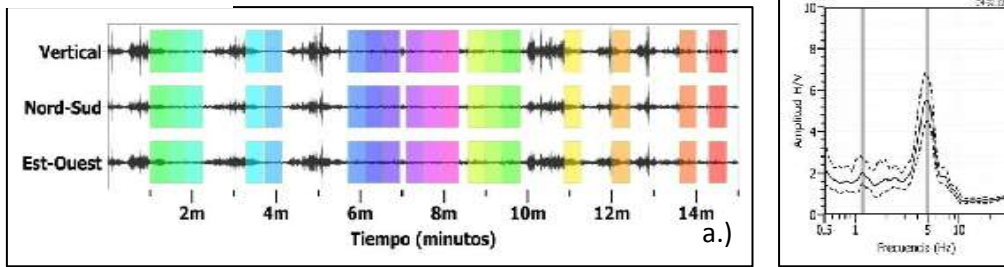 Vertical
Nord-Sud
Est-Ouest
2m 4m 6m 8m 10m 12m 14m
Tiempo (minutos)
a.)
10
8
6
4
2
0
0.5 1 5 10
Amplitud H/V
Frecuencia (Hz)